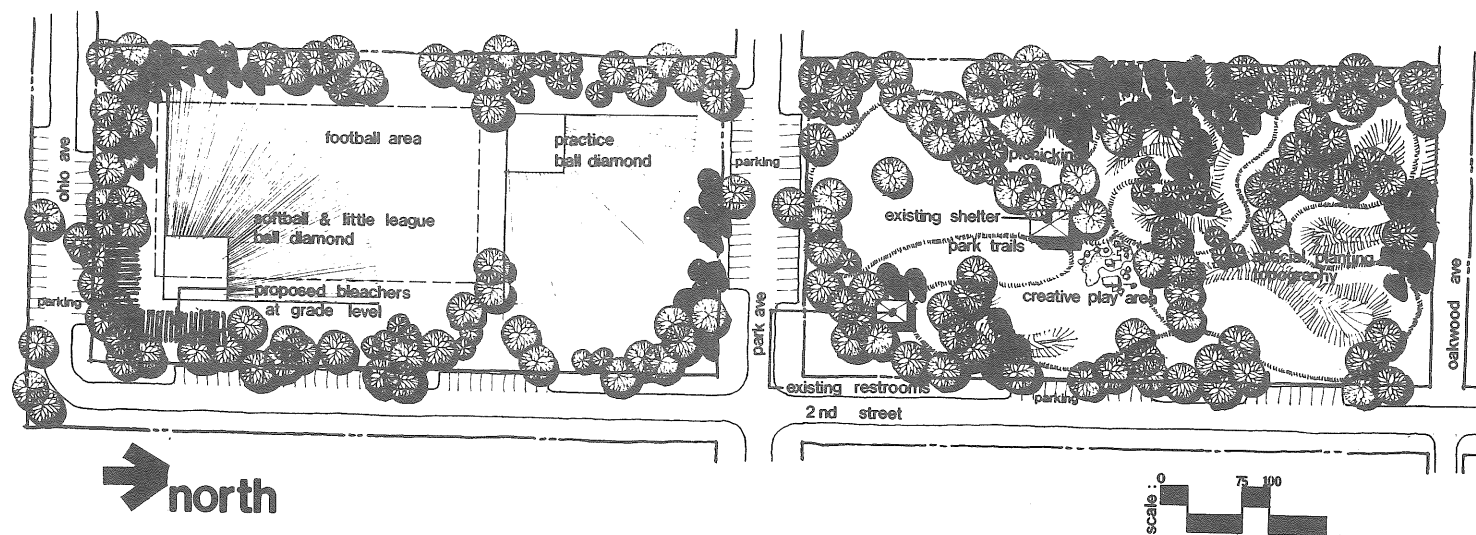 ohio ave
football area
softball & little league
ball diamond
parking
proposed bleachers
at grade level
practice
ball diamond
parking
park ave
picnicking
existing shelter
park trails
creative play area
special planting
topography
oakwood ave
existing restrooms
parking
2nd street
north
scale :
0 75 100